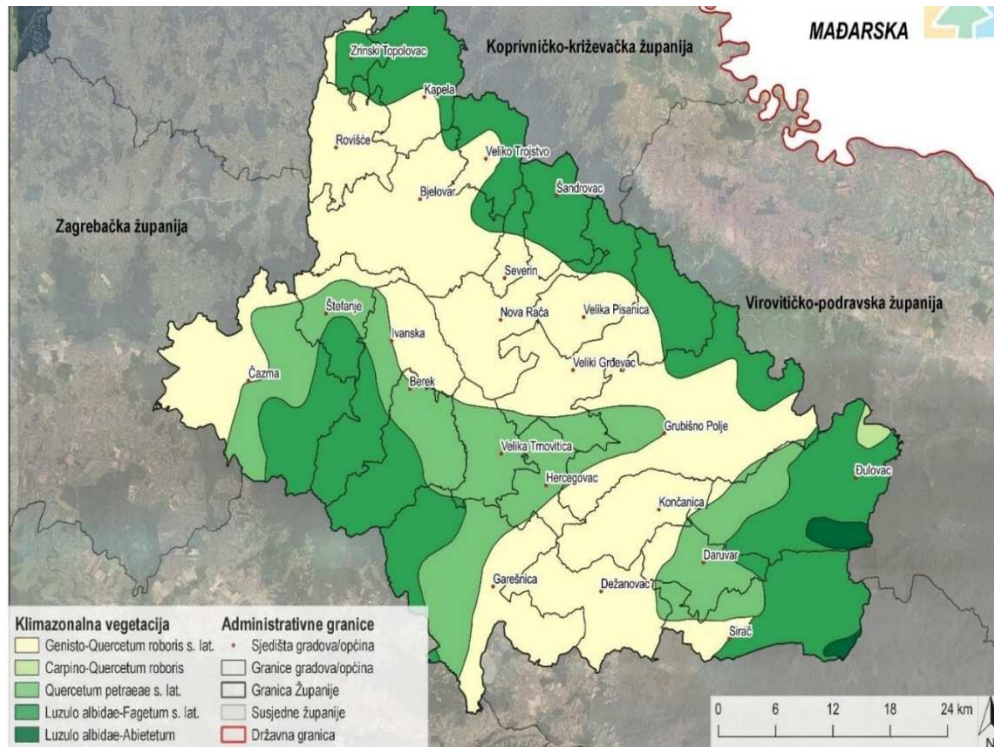 MAĐARSKA
Koprivničko-križevačka županija
Zrinski Topolovac
Kapela
Rovišće
Veliko Trojstvo
Bjelovar
Šandrovac
Zagrebačka županija
Severin
Virovitičko-podravska županija
Nova Rača
Velika Pisanica
Štefanje
Ivanska
Veliki Grđevac
Čazma
Berek
Grubišno Polje
Velika Trnovitica
Hercegovac
Đulovac
Končanica
Daruvar
Garešnica
Dežanovac
Sirač
Klimazonalna vegetacija
Genisto-Quercetum roboris s. lat.
Carpino-Quercetum roboris
Quercetum petraeae s. lat.
Luzulo albidae-Fagetum s. lat.
Luzulo albidae-Abietetum
Administrativne granice
Sjedišta gradova/općina
Granice gradova/općina
Granica Županije
Susjedne županije
Državna granica
0 6 12 18 24 km
N